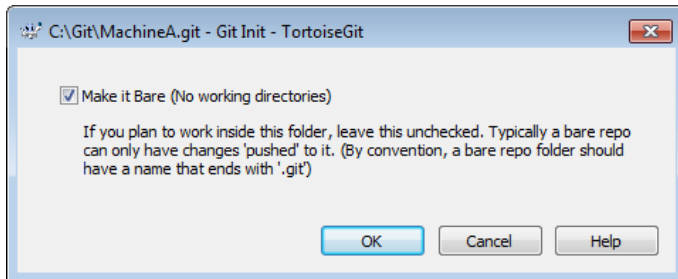 C:\Git\MachineA.git - Git Init - TortoiseGit
Make it Bare (No working directories)
If you plan to work inside this folder, leave this unchecked. Typically a bare repo
can only have changes 'pushed' to it. (By convention, a bare repo folder should
have a name that ends with '.git')
OK Cancel Help